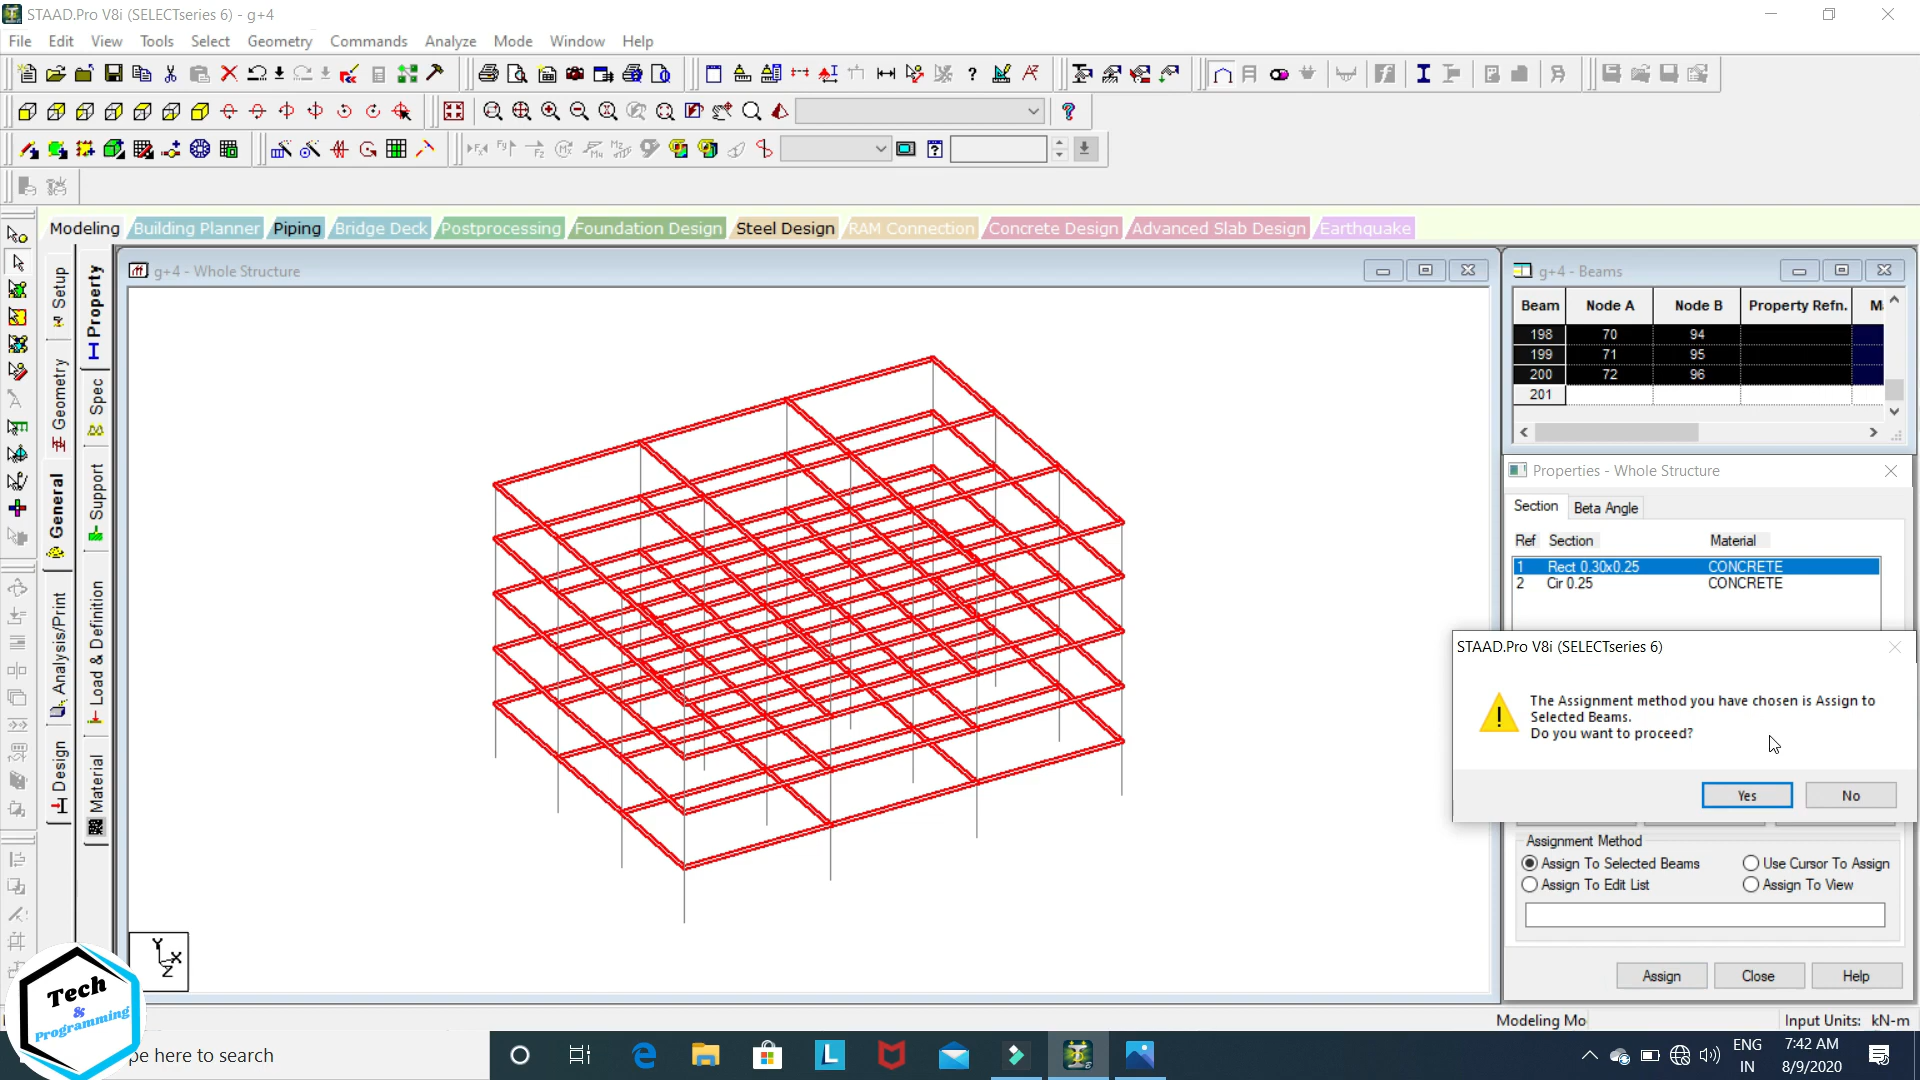 STAAD.Pro V8i (SELECTseries 6) - g+4
File Edit View Tools Select Geometry Commands Analyze Mode Window Help
Modeling Building Planner Piping Bridge Deck Postprocessing Foundation Design Steel Design RAM Connection Concrete Design Advanced Slab Design Earthquake
Setup
Geometry
General
Analysis/Print
Design
Property
Spec
Support
Load & Definition
Material
g+4 - Whole Structure
Y
X
Z
g+4 - Beams
Beam Node A Node B Property Refn. M
198 70 94
199 71 95
200 72 96
201
Properties - Whole Structure
Section Beta Angle
Ref Section Material
1 Rect 0.30x0.25 CONCRETE
2 Cir 0.25 CONCRETE
STAAD.Pro V8i (SELECTseries 6)
The Assignment method you have chosen is Assign to
Selected Beams.
Do you want to proceed?
Yes No
Assignment Method
Assign To Selected Beams Use Cursor To Assign
Assign To Edit List Assign To View
Assign Close Help
Modeling Mo Input Units: kN-m
Tech
&
Programming
pe here to search
ENG
IN
7:42 AM
8/9/2020